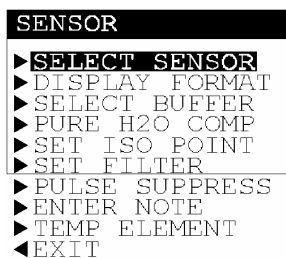 SENSOR
▶SELECT SENSOR
▶DISPLAY FORMAT
▶SELECT BUFFER
▶PURE H2O COMP
▶SET ISO POINT
▶SET FILTER
▶PULSE SUPPRESS
▶ENTER NOTE
▶TEMP ELEMENT
◀EXIT